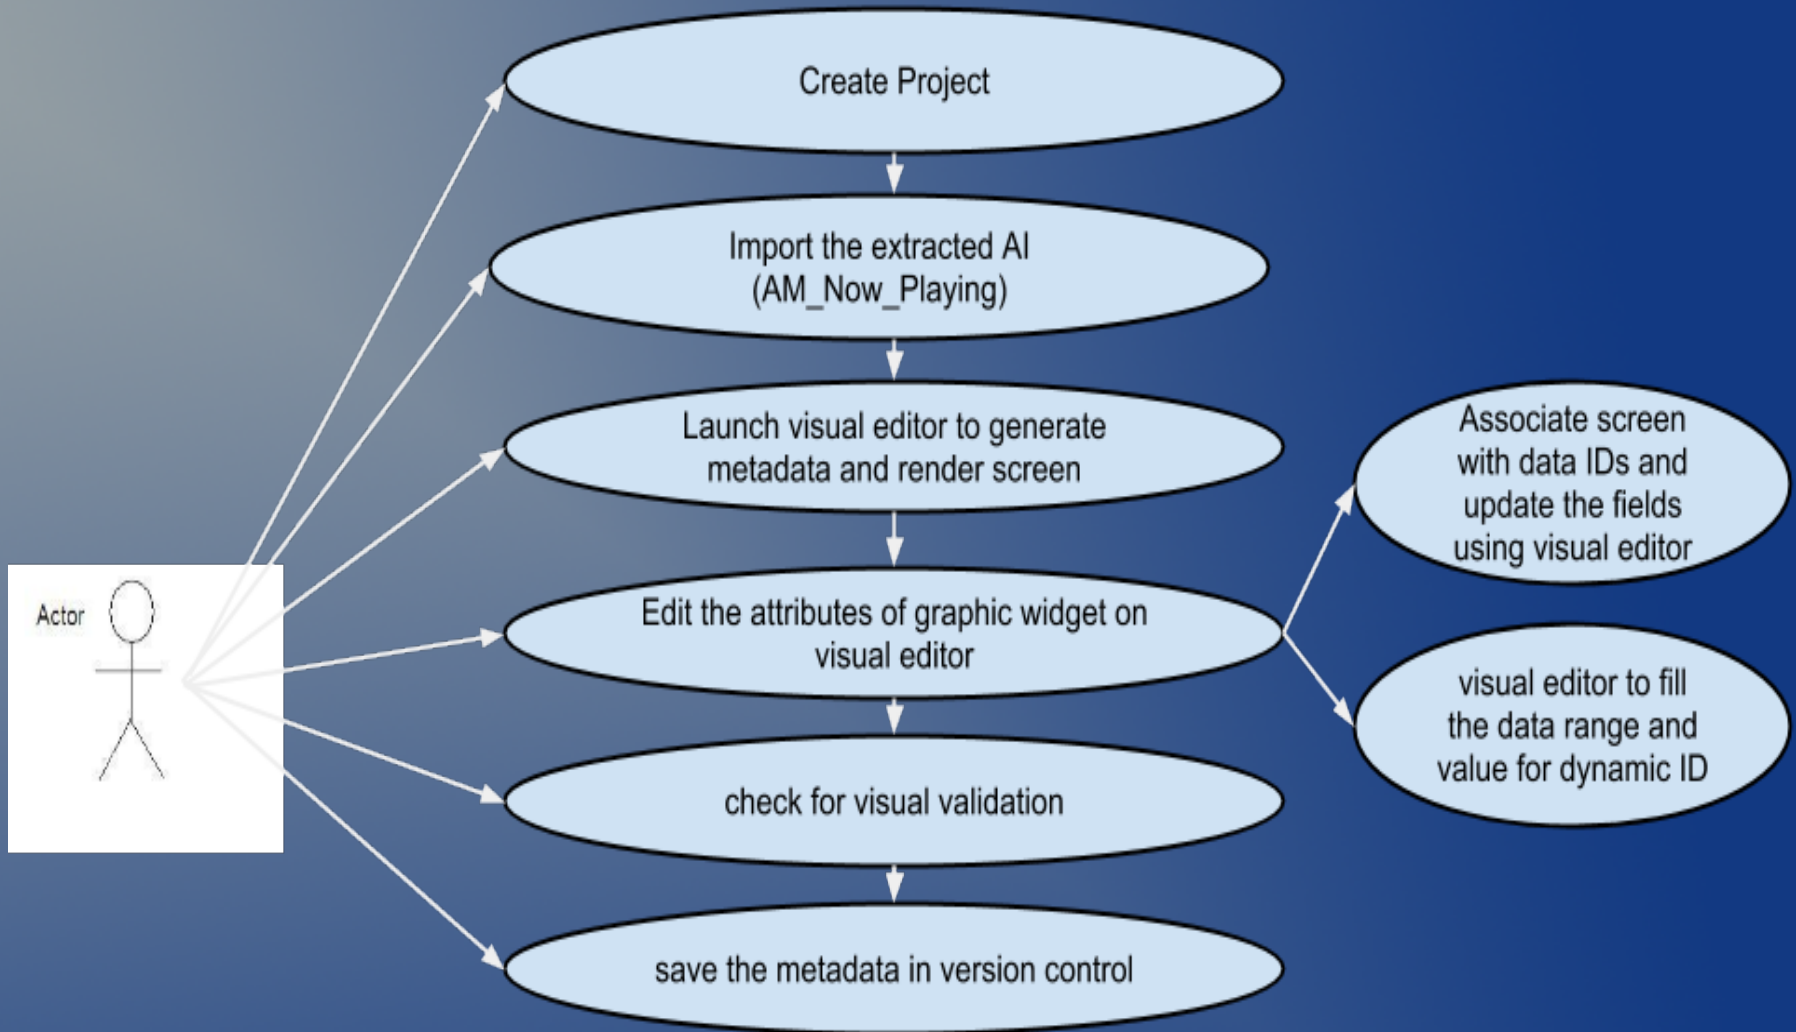 Create Project
Import the extracted AI
(AM_Now_Playing)
Launch visual editor to generate
metadata and render screen
Associate screen
with data IDs and
update the fields
using visual editor
Actor
Edit the attributes of graphic widget on
visual editor
visual editor to fill
the data range and
value for dynamic ID
check for visual validation
save the metadata in version control